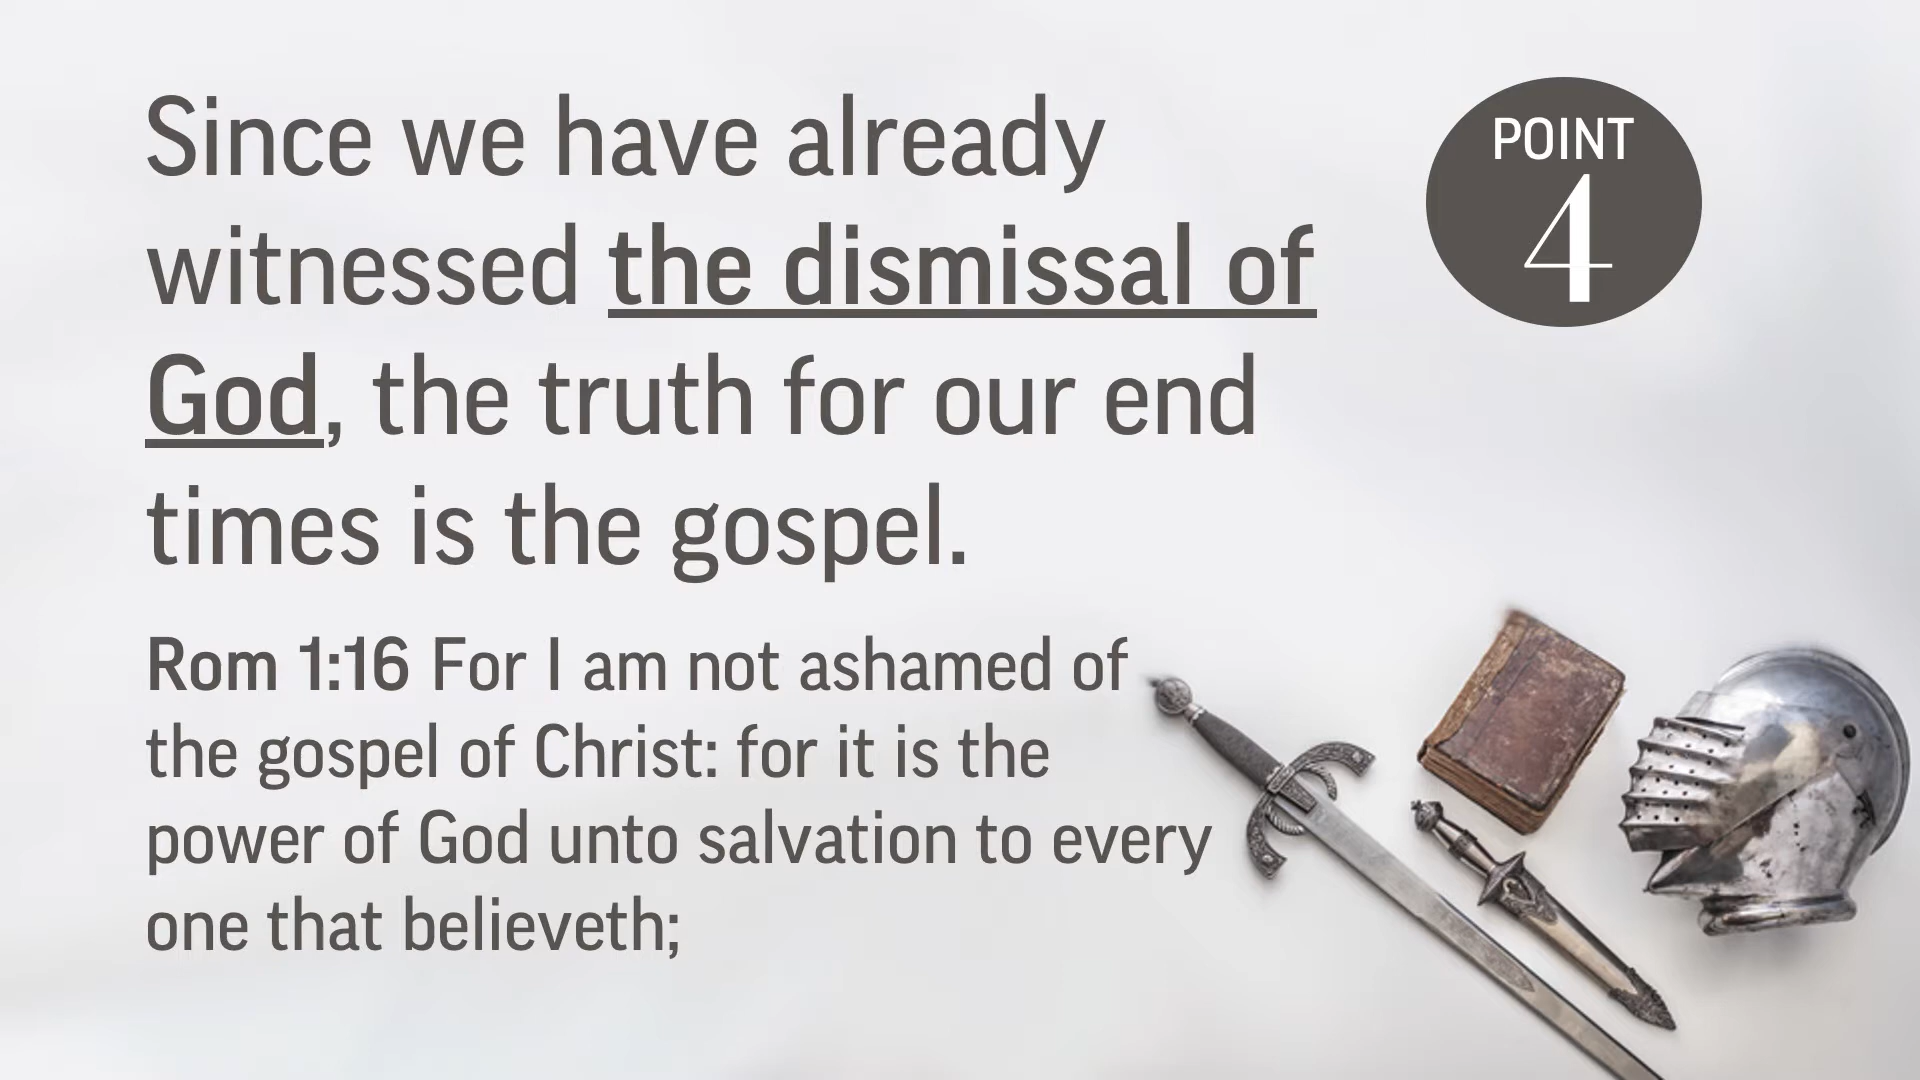 Since we have already
witnessed the dismissal of
God, the truth for our end
times is the gospel.
POINT
4
Rom 1:16 For I am not ashamed of
the gospel of Christ: for it is the
power of God unto salvation to every
one that believeth;